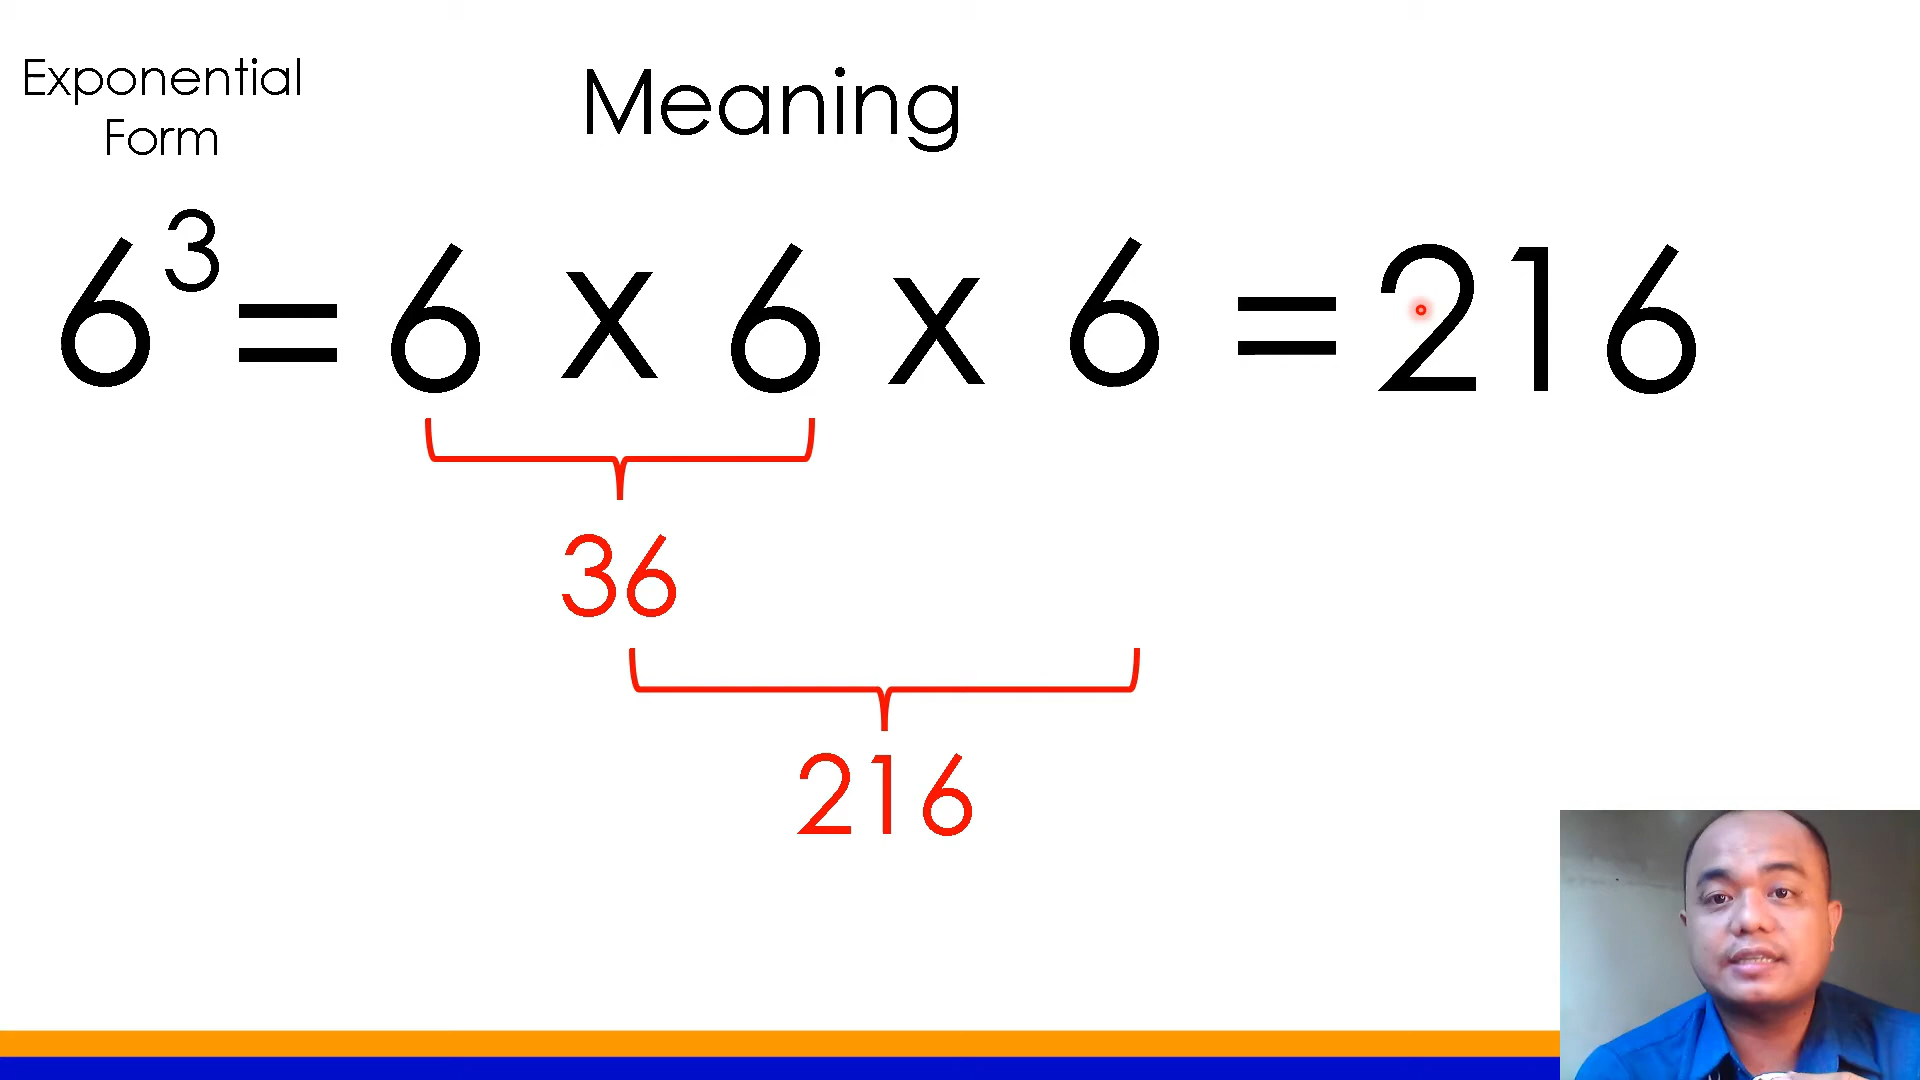 Exponential
Form
Meaning
6³ = 6 x 6 x 6 = 216
36
216